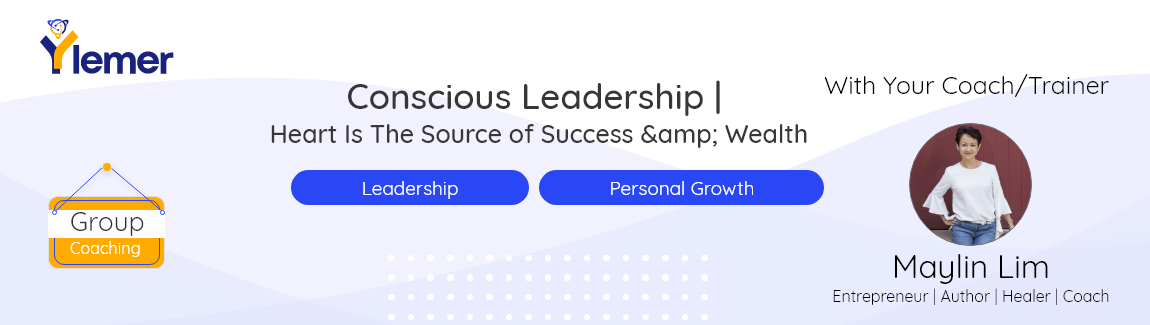 Ylemer
Conscious Leadership |
Heart Is The Source of Success &amp; Wealth
Leadership
Personal Growth
Group
Coaching
With Your Coach/Trainer
Maylin Lim
Entrepreneur | Author | Healer | Coach